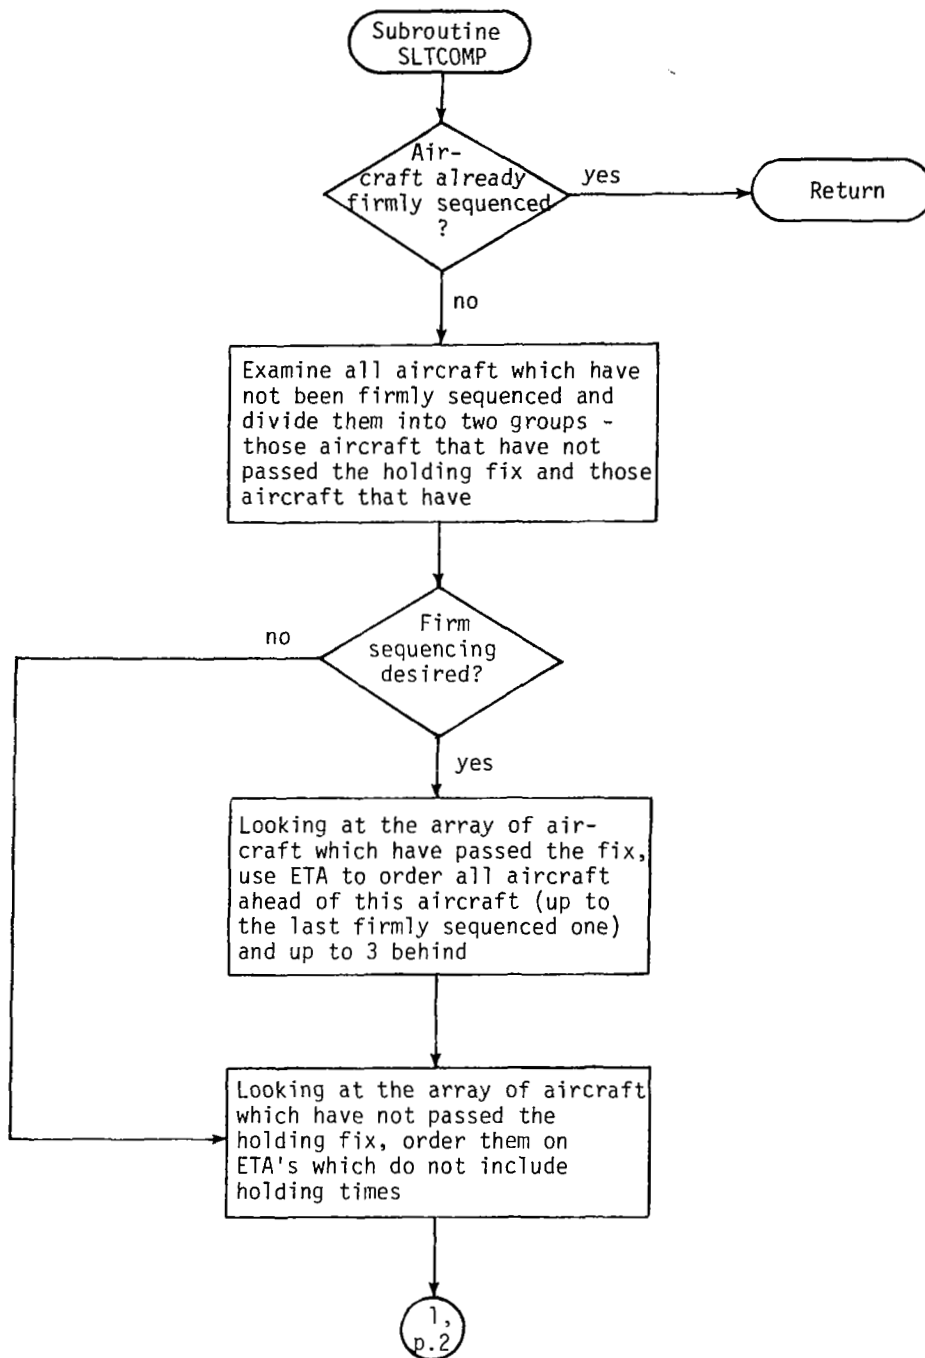 Subroutine
SLTCOMP
Air-
craft already
firmly sequenced
?
yes
Return
no
Examine all aircraft which have
not been firmly sequenced and
divide them into two groups -
those aircraft that have not
passed the holding fix and those
aircraft that have
no
Firm
sequencing
desired?
yes
Looking at the array of air-
craft which have passed the fix,
use ETA to order all aircraft
ahead of this aircraft (up to
the last firmly sequenced one)
and up to 3 behind
Looking at the array of aircraft
which have not passed the
holding fix, order them on
ETA's which do not include
holding times
1,
p.2